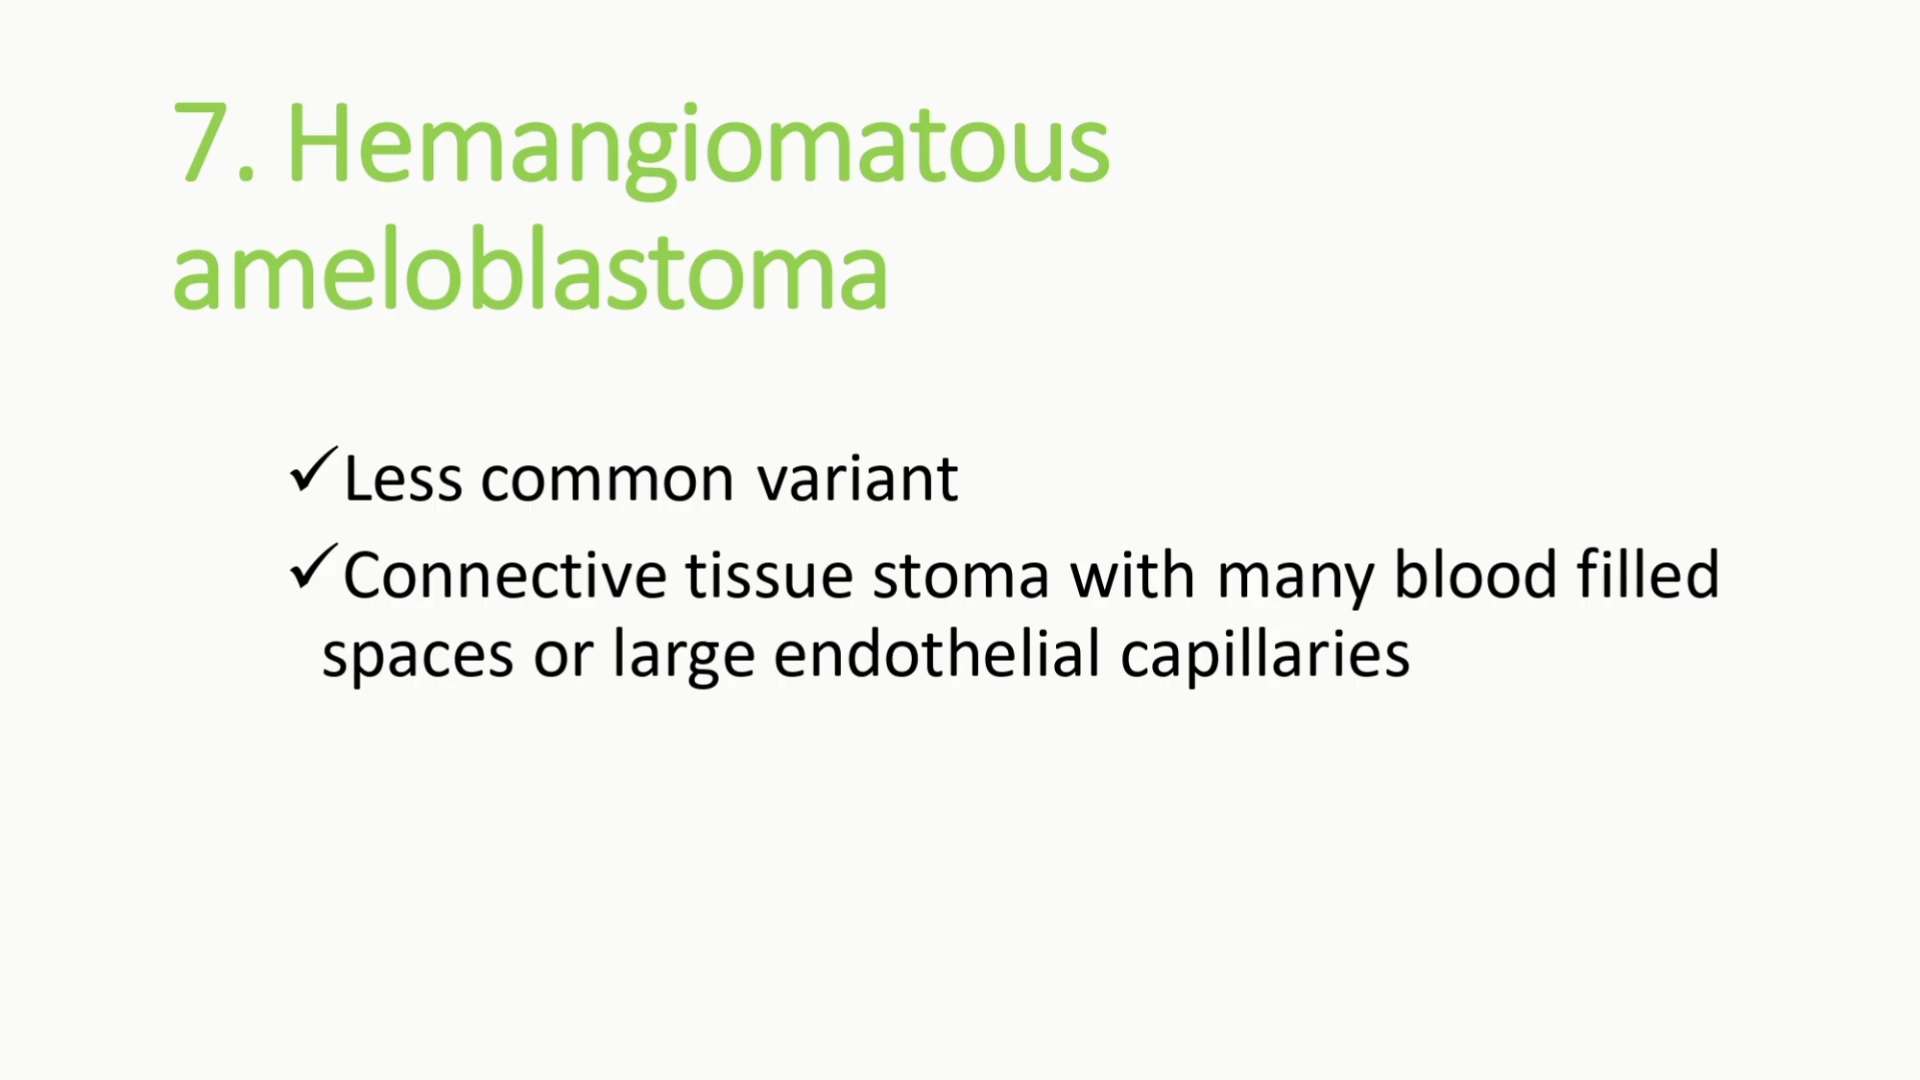 7. Hemangiomatous
ameloblastoma
✓Less common variant
✓Connective tissue stoma with many blood filled
spaces or large endothelial capillaries